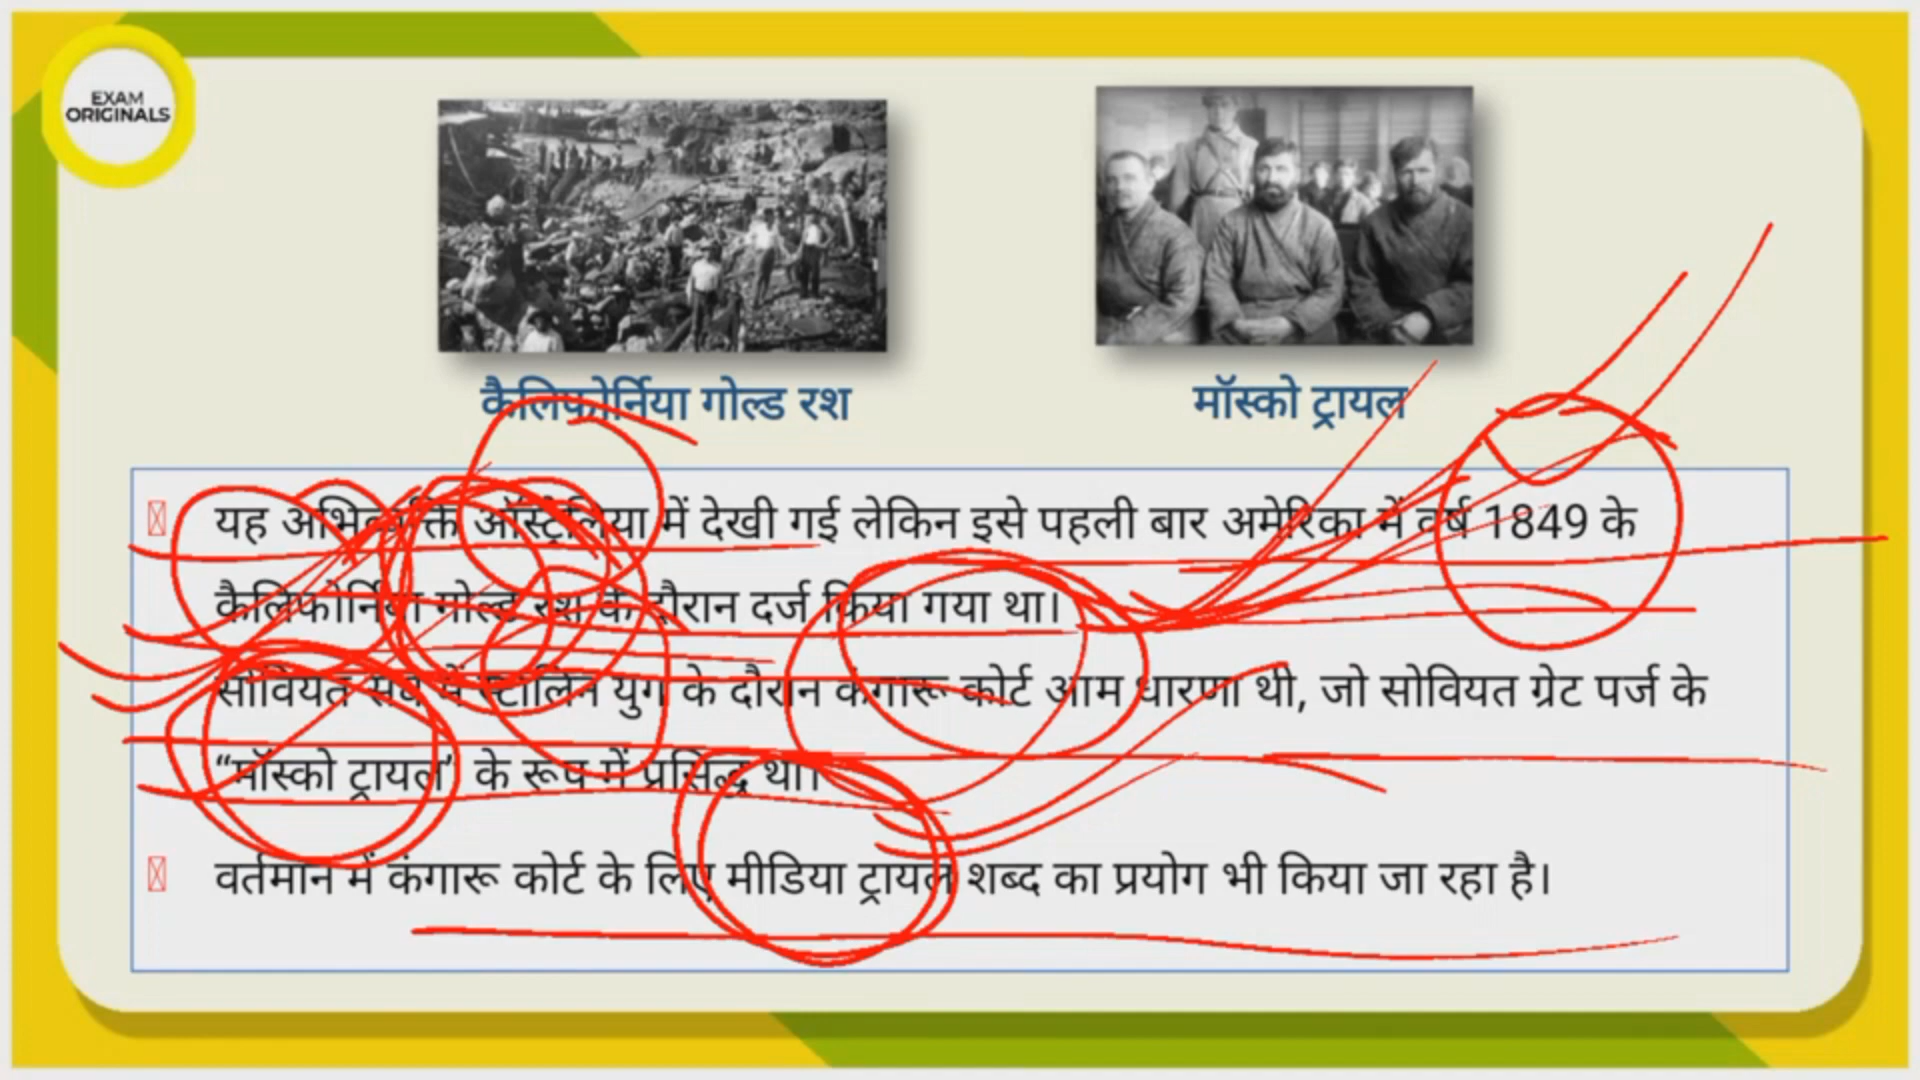 EXAM
ORIGINALS
कैलिफोर्निया गोल्ड रश
मॉस्को ट्रायल
यह अभिव्यक्ति ऑस्ट्रेलिया में देखी गई लेकिन इसे पहली बार अमेरिका में वर्ष 1849 के
कैलिफोर्निया गोल्ड रश के दौरान दर्ज किया गया था।
सोवियत संघ में स्टालिन युग के दौरान कंगारू कोर्ट आम धारणा थी, जो सोवियत ग्रेट पर्ज के
“मॉस्को ट्रायल” के रूप में प्रसिद्ध था।
वर्तमान में कंगारू कोर्ट के लिए मीडिया ट्रायल शब्द का प्रयोग भी किया जा रहा है।